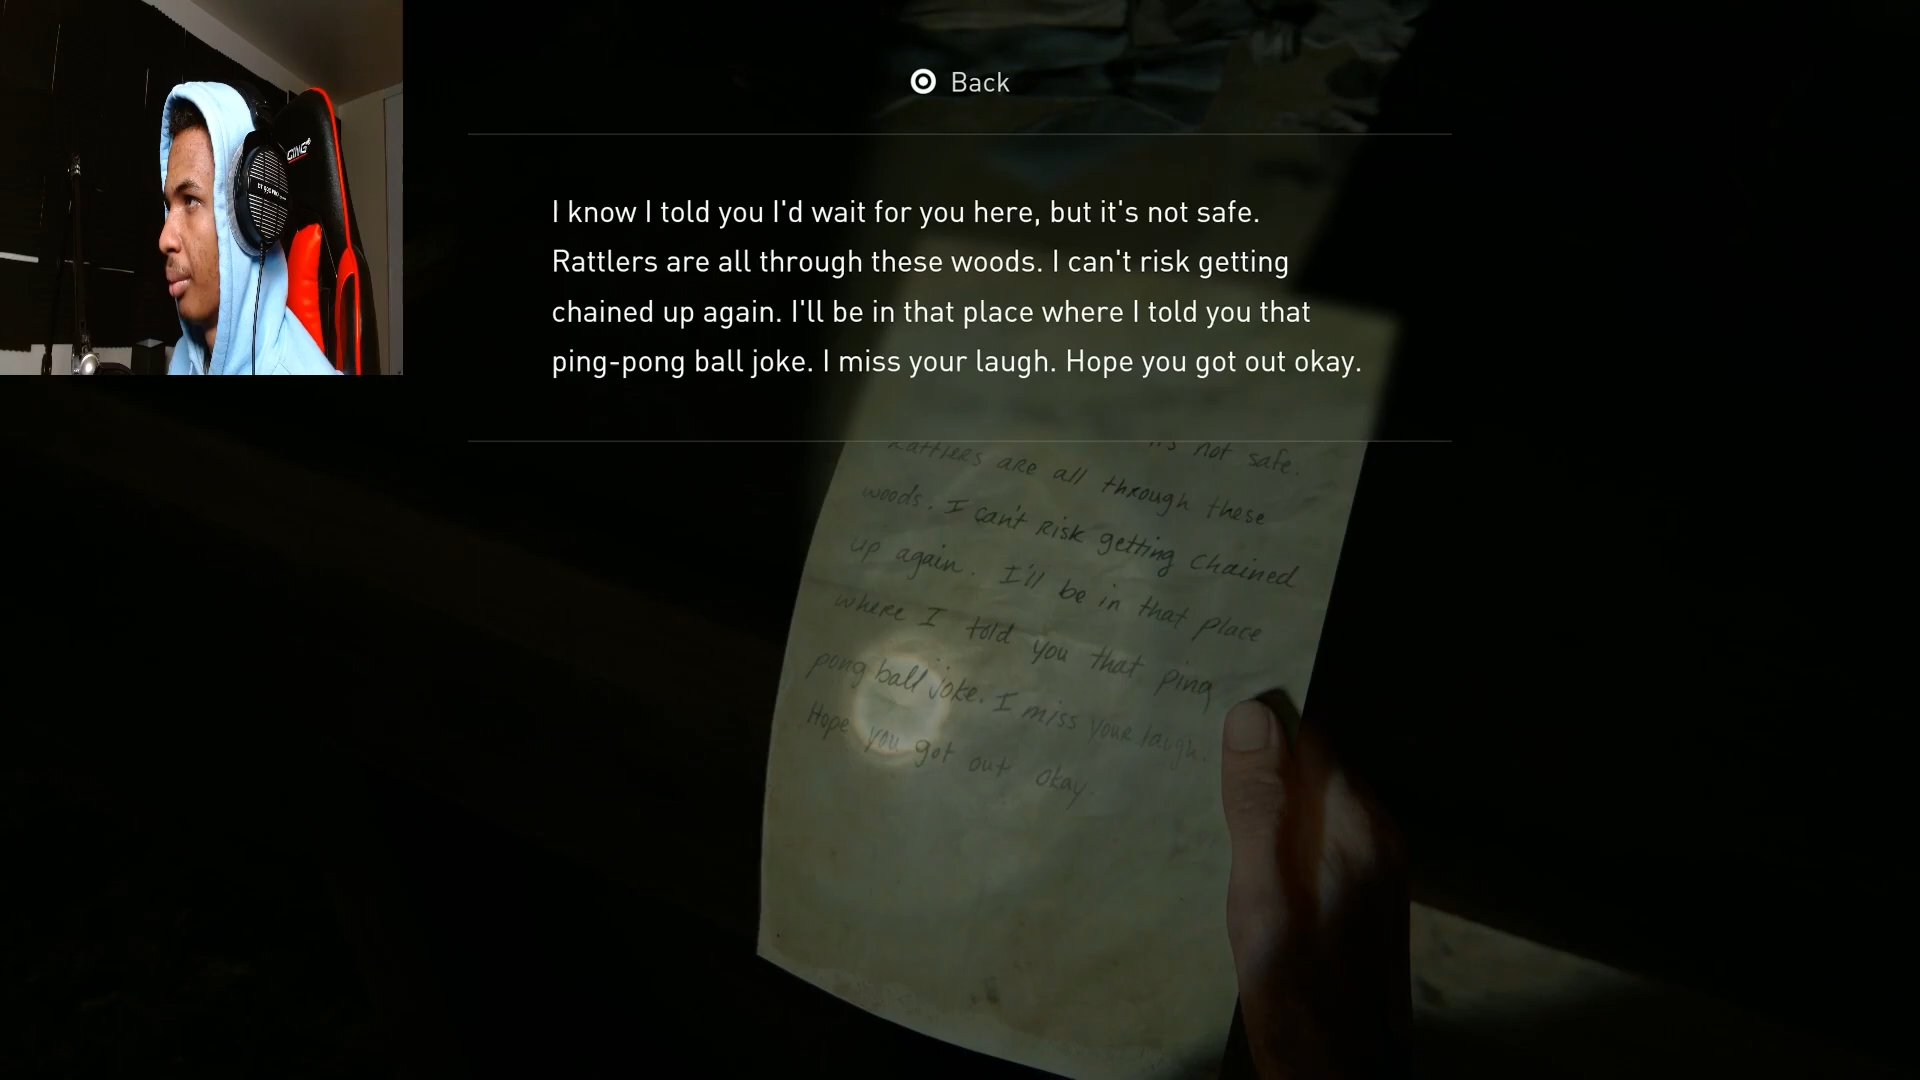 Back
I know I told you I'd wait for you here, but it's not safe.
Rattlers are all through these woods. I can't risk getting
chained up again. I'll be in that place where I told you that
ping-pong ball joke. I miss your laugh. Hope you got out okay.
it's not safe.
Rattlers are all through these
woods. I can't risk getting chained
up again. I'll be in that place
where I told you that ping
pong ball joke. I miss your laugh.
Hope you got out okay.